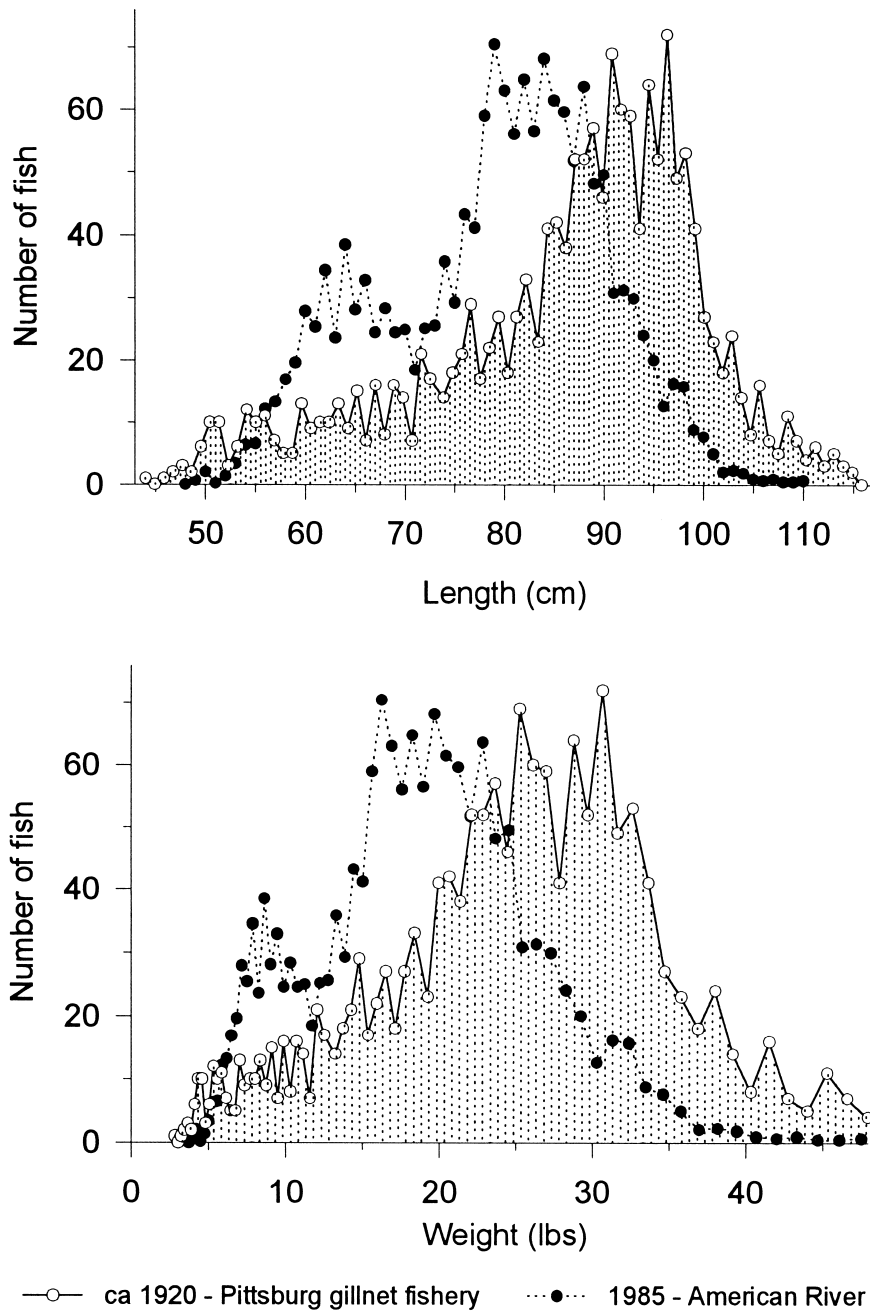 Number of fish
60
40
20
0
50 60 70 80 90 100 110
Length (cm)
Number of fish
60
40
20
0
0 10 20 30 40
Weight (lbs)
ca 1920 - Pittsburg gillnet fishery 1985 - American River